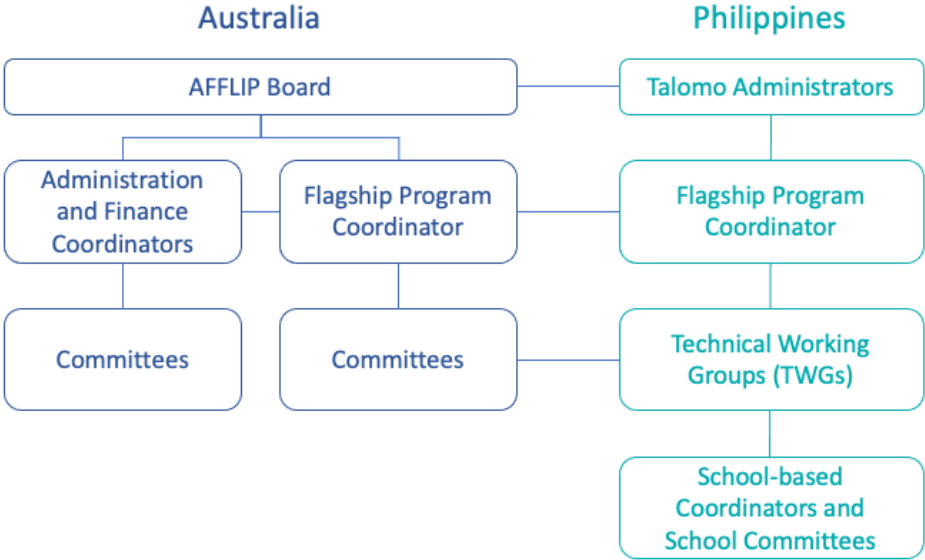 Australia
Philippines
AFFLIP Board
Talomo Administrators
Administration
and Finance
Coordinators
Flagship Program
Coordinator
Flagship Program
Coordinator
Committees
Committees
Technical Working
Groups (TWGs)
School-based
Coordinators and
School Committees